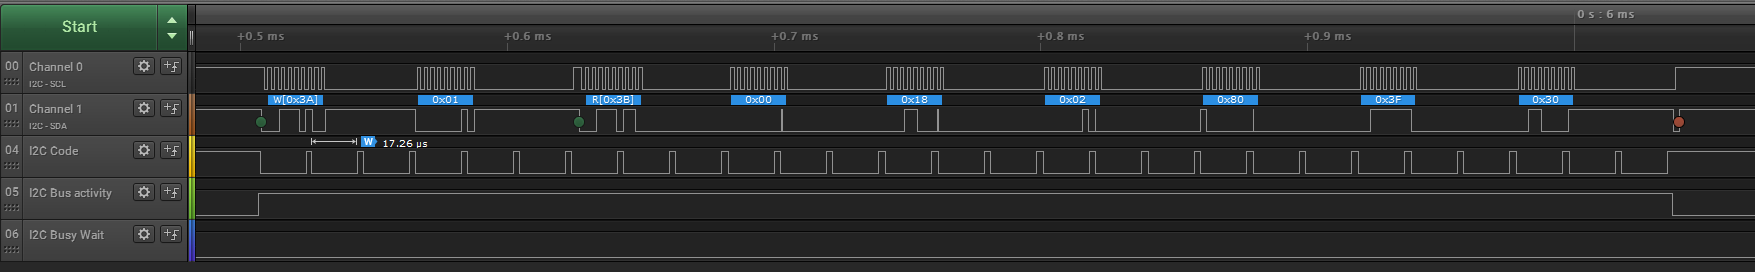 Start
0 s : 6 ms
+0.5 ms
+0.6 ms
+0.7 ms
+0.8 ms
+0.9 ms
00 Channel 0
I2C - SCL
W[0x3A] 0x01 R[0x3B] 0x00 0x18 0x02 0x80 0x3F 0x30
01 Channel 1
I2C - SDA
W 17.26 µs
04 I2C Code
05 I2C Bus activity
06 I2C Busy Wait